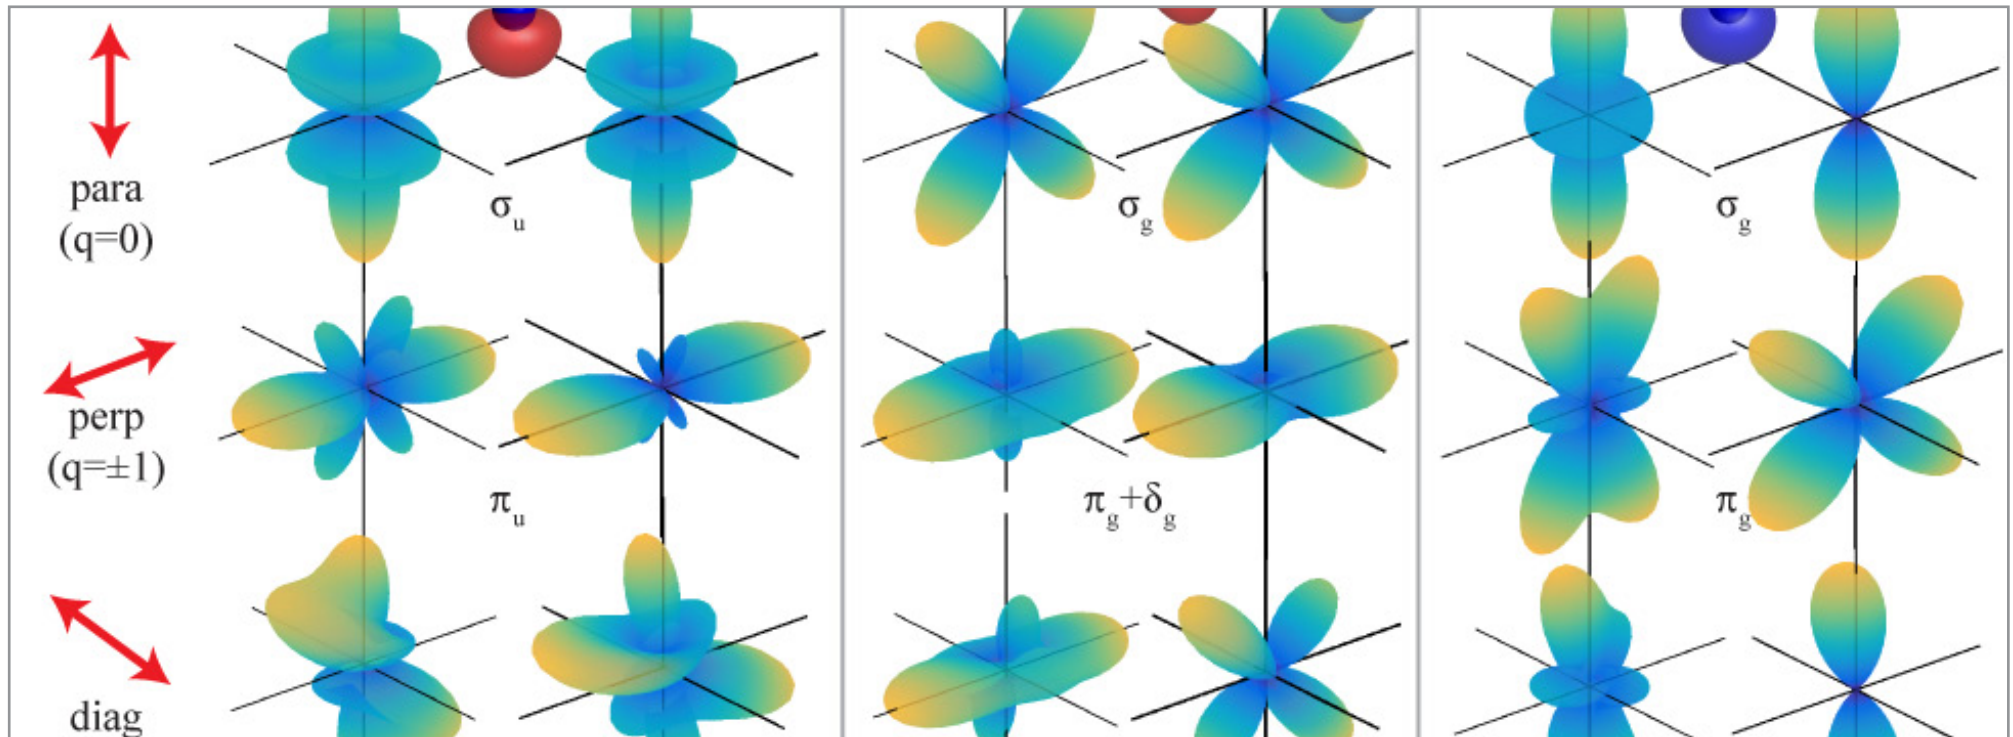 para
(q=0)
σu
σg
σg
perp
(q=±1)
πu
πg+δg
πg
diag